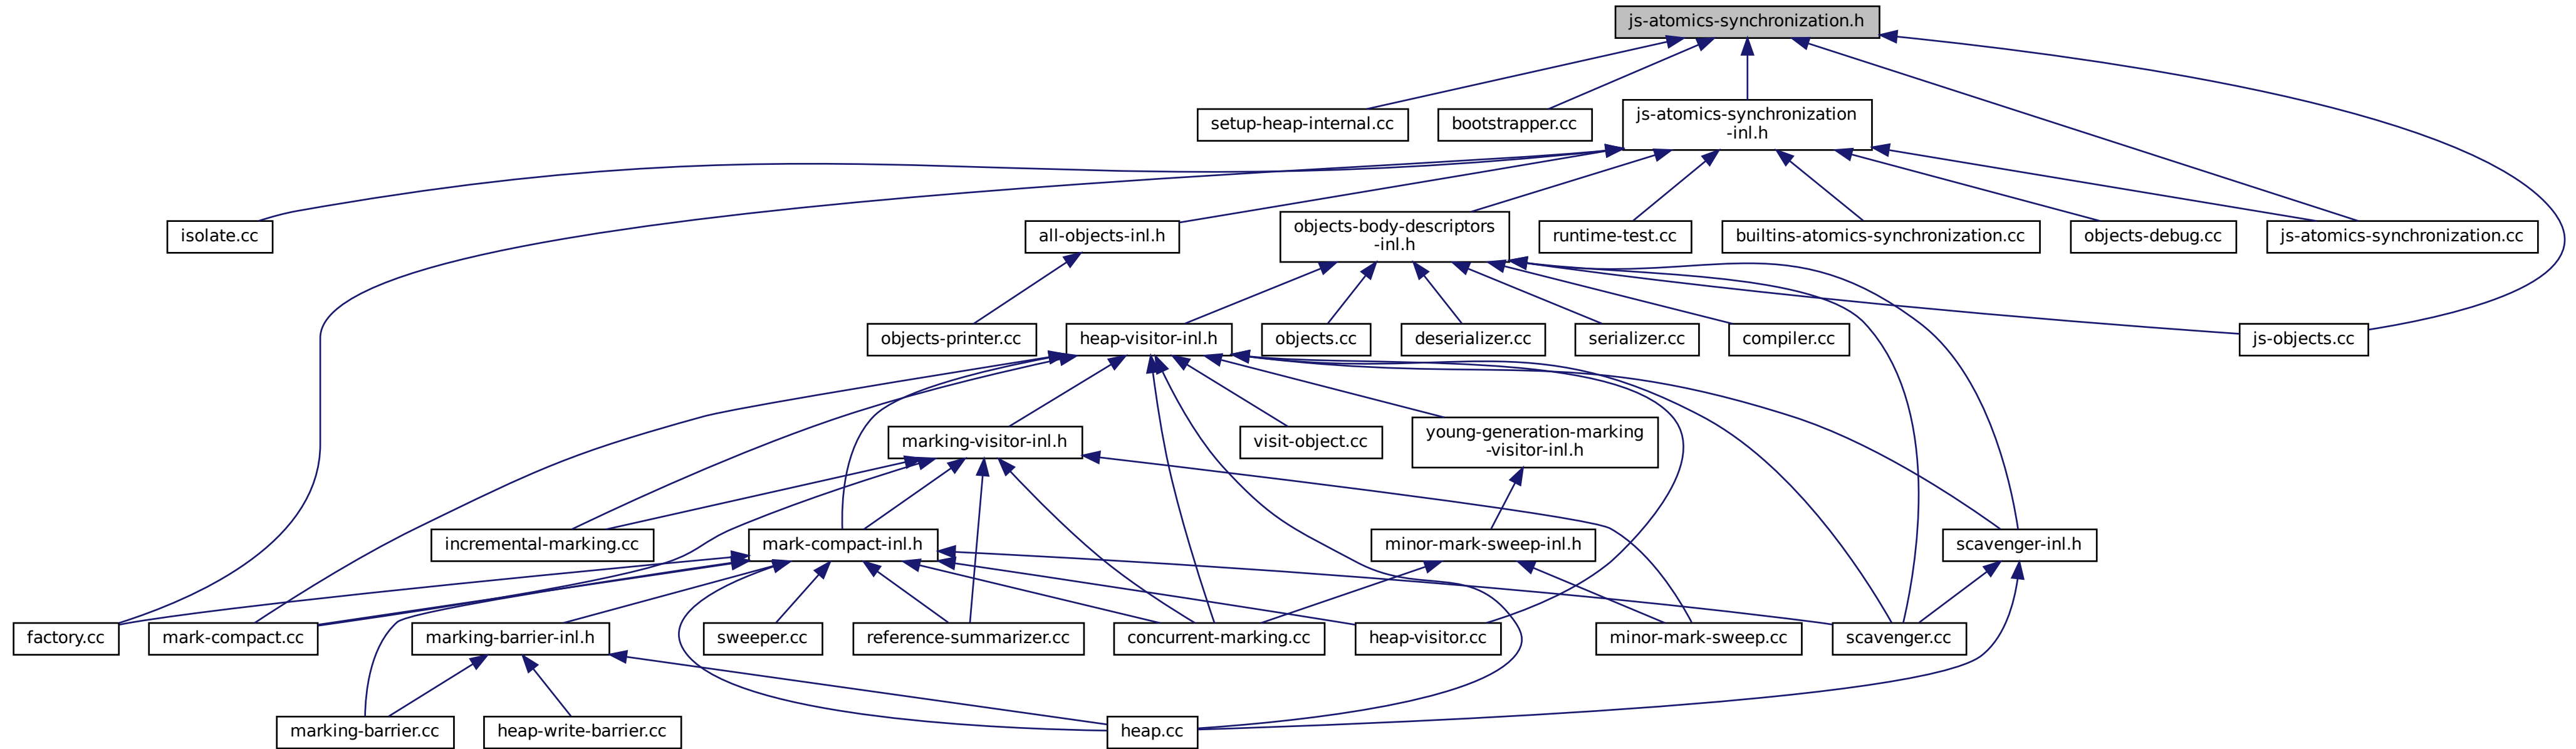 js-atomics-synchronization.h
setup-heap-internal.cc
bootstrapper.cc
js-atomics-synchronization
-inl.h
isolate.cc
all-objects-inl.h
objects-body-descriptors
-inl.h
runtime-test.cc
builtins-atomics-synchronization.cc
objects-debug.cc
js-atomics-synchronization.cc
objects-printer.cc
heap-visitor-inl.h
objects.cc
deserializer.cc
serializer.cc
compiler.cc
js-objects.cc
marking-visitor-inl.h
visit-object.cc
young-generation-marking
-visitor-inl.h
incremental-marking.cc
mark-compact-inl.h
minor-mark-sweep-inl.h
scavenger-inl.h
factory.cc
mark-compact.cc
marking-barrier-inl.h
sweeper.cc
reference-summarizer.cc
concurrent-marking.cc
heap-visitor.cc
minor-mark-sweep.cc
scavenger.cc
marking-barrier.cc
heap-write-barrier.cc
heap.cc